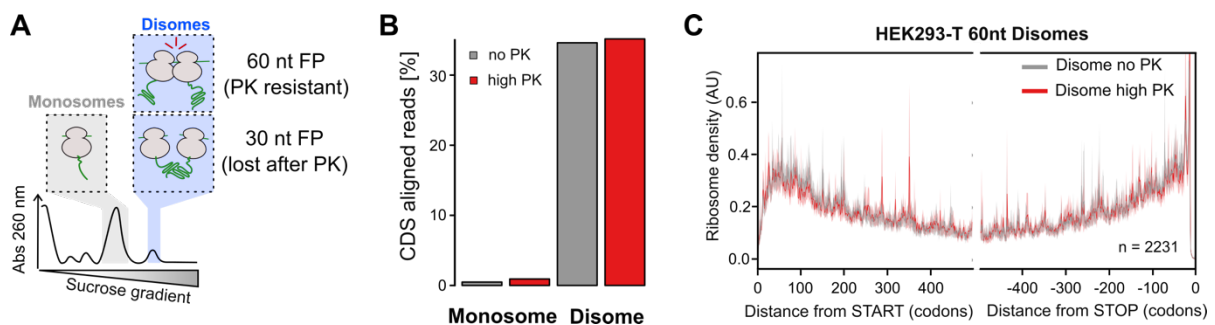 A
Disomes
60 nt FP
(PK resistant)
Monosomes
30 nt FP
(lost after PK)
Abs 260 nm
Sucrose gradient
B
CDS aligned reads [%]
30
20
10
0
no PK
high PK
Monosome Disome
C
HEK293-T 60nt Disomes
Ribosome density (AU)
0.6
0.4
0.2
0.0
Disome no PK
Disome high PK
n = 2231
0 100 200 300 400
-400 -300 -200 -100 -0
Distance from START (codons)
Distance from STOP (codons)